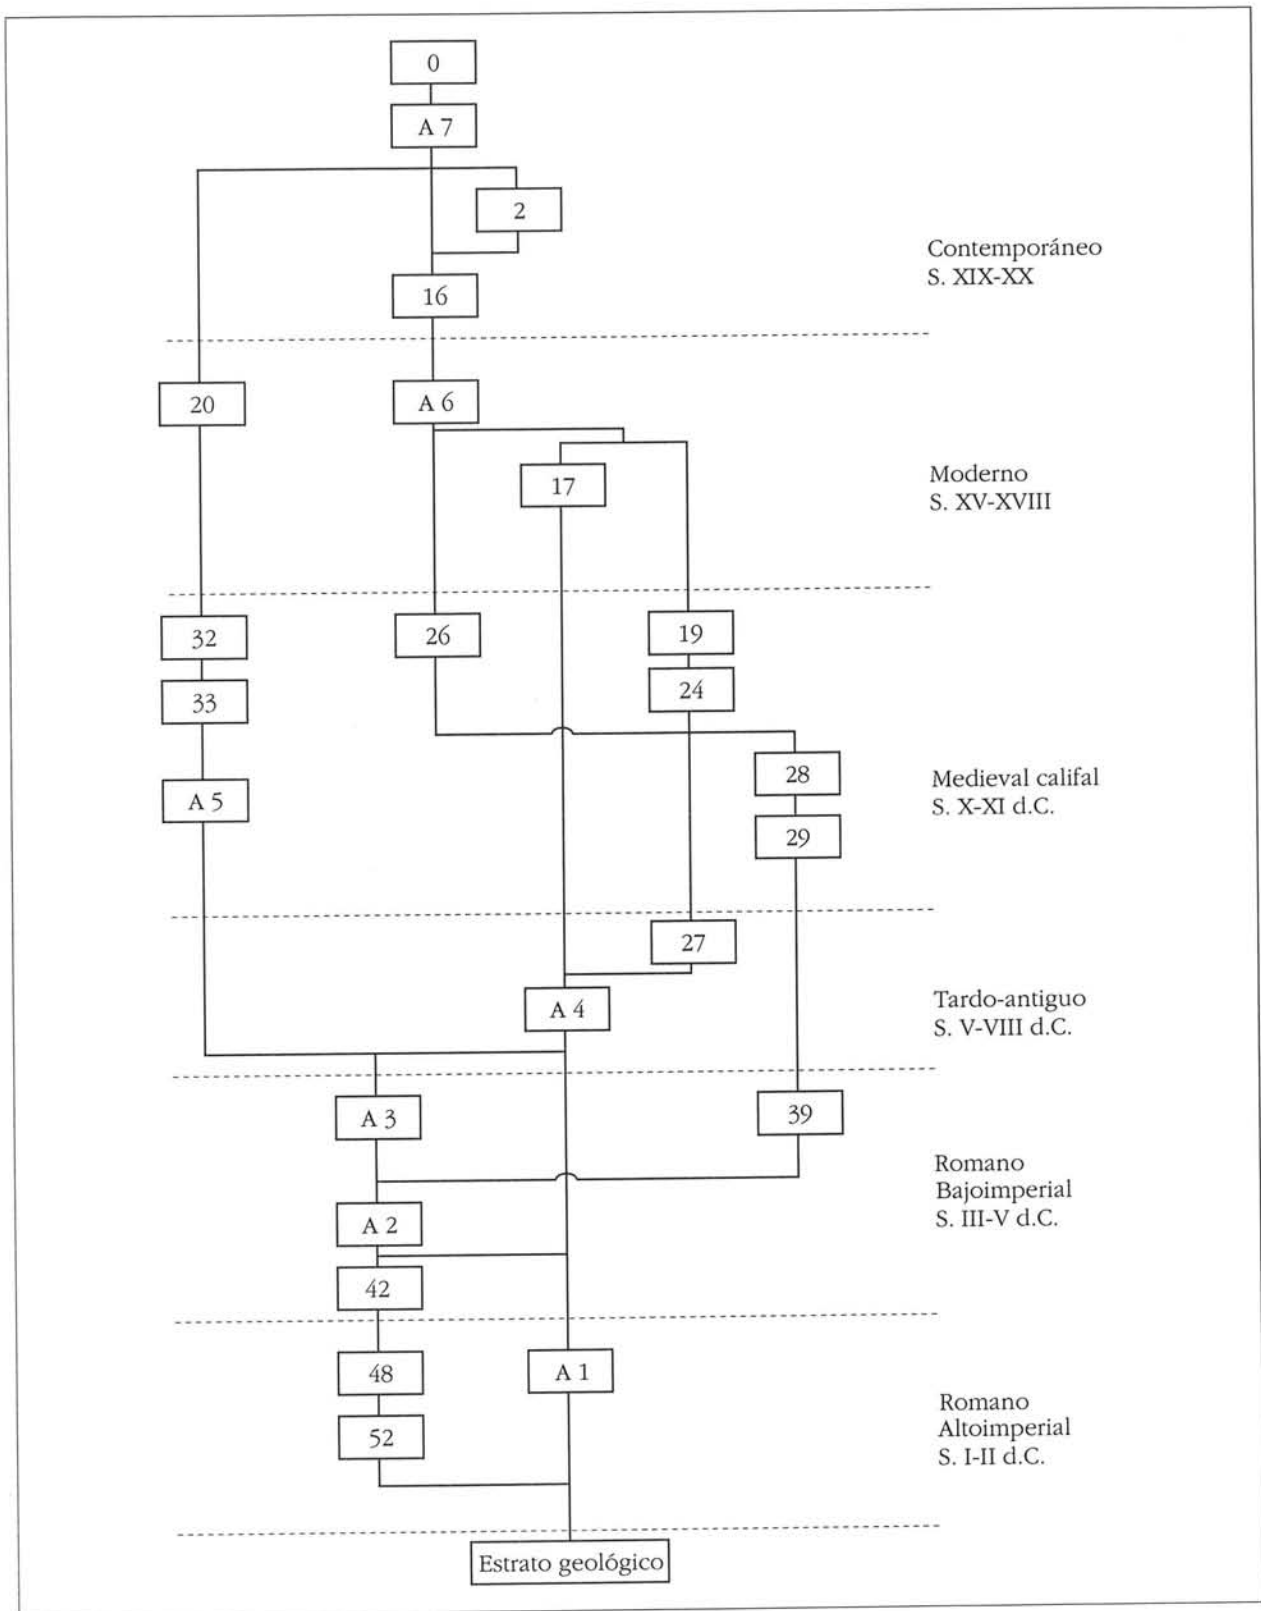 0
A 7
2
Contemporáneo
S. XIX-XX
16
20
A 6
17
Moderno
S. XV-XVIII
32
26
19
33
24
A 5
28
29
Medieval califal
S. X-XI d.C.
27
A 4
Tardo-antiguo
S. V-VIII d.C.
A 3
39
Romano
Bajoimperial
S. III-V d.C.
A 2
42
48
A 1
52
Romano
Altoimperial
S. I-II d.C.
Estrato geológico